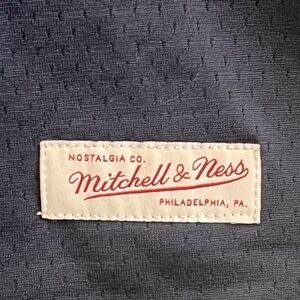 NOSTALGIA CO.
Mitchell & Ness
PHILADELPHIA, PA.